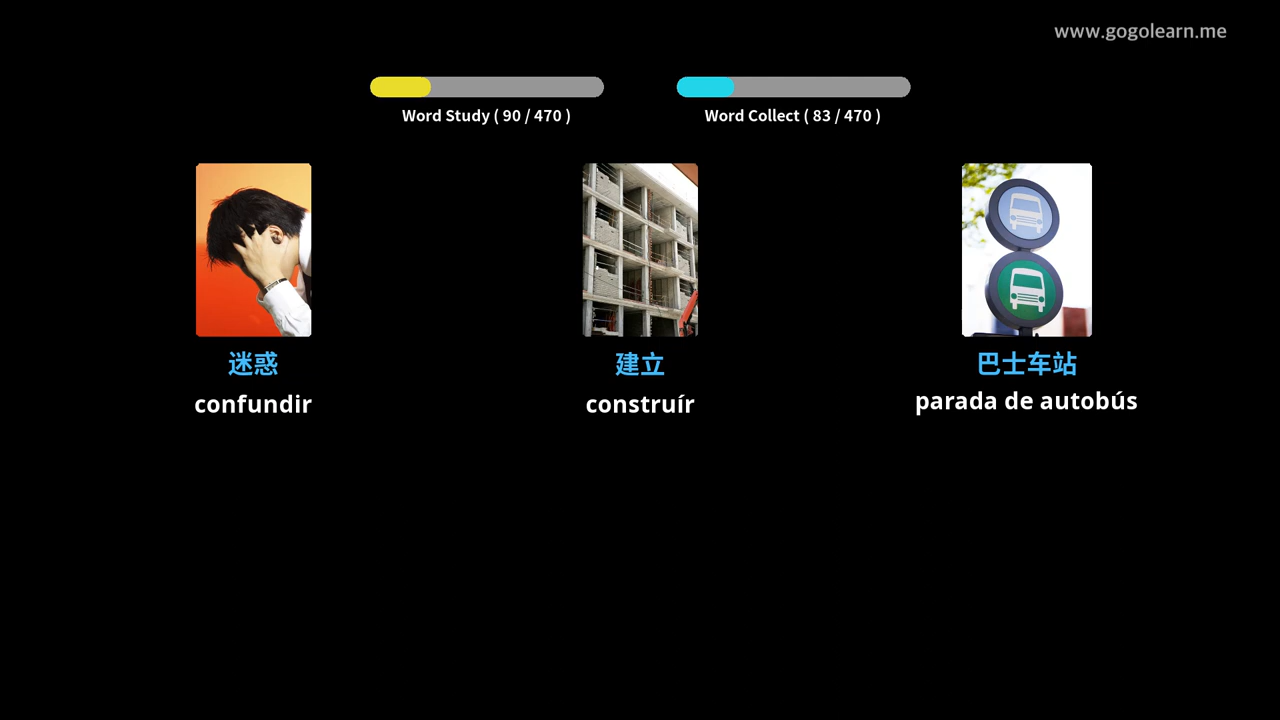 www.gogolearn.me
Word Study ( 90 / 470 )
Word Collect ( 83 / 470 )
迷惑
建立
巴士车站
confundir
construír
parada de autobús